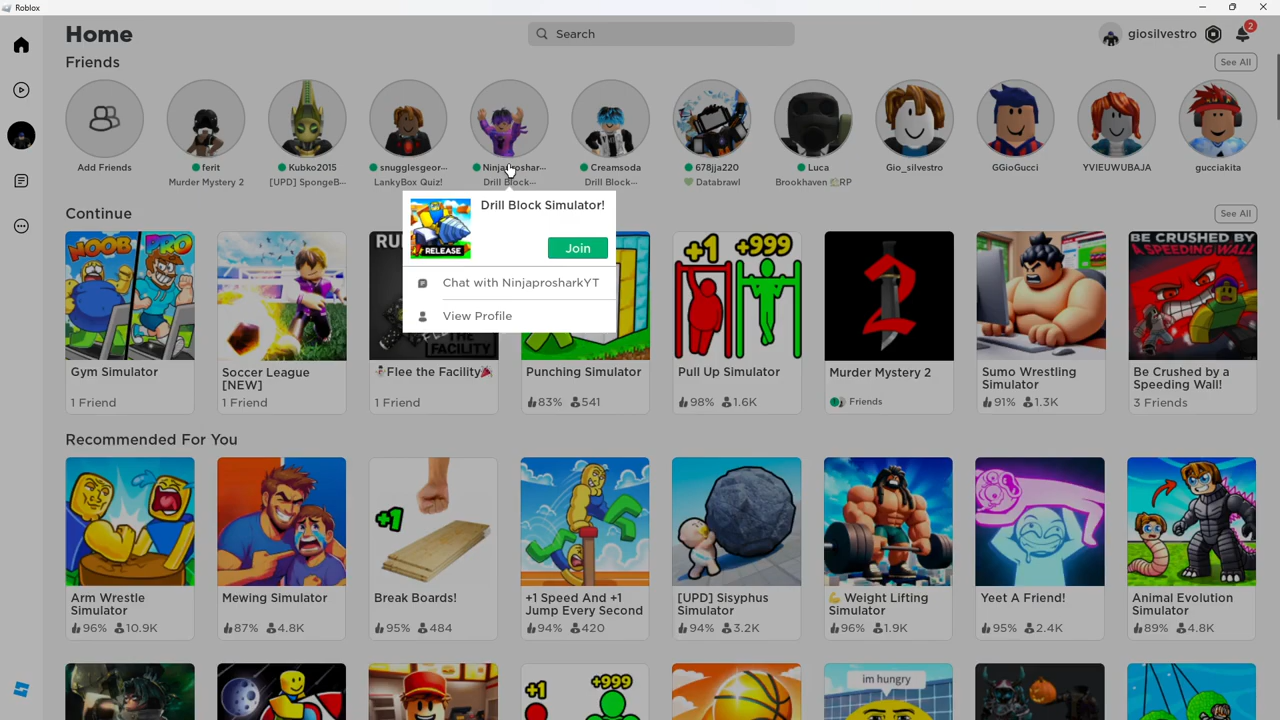 Roblox
Home
Search
giosilvestro
2
Friends
See All
Add Friends
ferit
Murder Mystery 2
Kubko2015
[UPD] SpongeB...
snugglesgeor...
LankyBox Quiz!
Drill Block...
Creamsoda
Drill Block...
678jja220
Databrawl
Luca
Brookhaven RP
Gio_silvestro
GGioGucci
YVIEUWUBAJA
gucciakita
Drill Block Simulator!
RELEASE
Join
Chat with NinjaprosharkYT
View Profile
Continue
See All
NOOB
PRO
Gym Simulator
1 Friend
Soccer League
[NEW]
1 Friend
THE
FACILITY
Flee the Facility
1 Friend
Punching Simulator
83% 541
+1 +999
Pull Up Simulator
98% 1.6K
2
Murder Mystery 2
Friends
Sumo Wrestling
Simulator
91% 1.3K
BE CRUSHED BY
A SPEEDING WALL
Be Crushed by a
Speeding Wall!
3 Friends
Recommended For You
Arm Wrestle
Simulator
96% 10.9K
Mewing Simulator
87% 4.8K
+1
Break Boards!
95% 484
+1 Speed And +1
Jump Every Second
94% 420
[UPD] Sisyphus
Simulator
94% 3.2K
Weight Lifting
Simulator
96% 1.9K
Yeet A Friend!
95% 2.4K
Animal Evolution
Simulator
89% 4.8K
+1
+999
im hungry